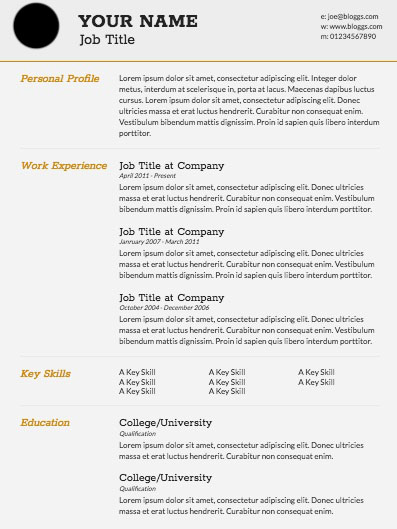 YOUR NAME
Job Title
e: joe@bloggs.com
w: www.bloggs.com
m: 01234567890
Personal Profile
Lorem ipsum dolor sit amet, consectetur adipiscing elit. Integer dolor
metus, interdum at scelerisque in, porta at lacus. Maecenas dapibus luctus
cursus. Lorem ipsum dolor sit amet, consectetur adipiscing elit. Donec
ultricies massa et erat luctus hendrerit. Curabitur non consequat enim.
Vestibulum bibendum mattis dignissim. Proin id sapien quis libero interdum
porttitor.
Work Experience
Job Title at Company
April 2011 - Present
Lorem ipsum dolor sit amet, consectetur adipiscing elit. Donec ultricies
massa et erat luctus hendrerit. Curabitur non consequat enim. Vestibulum
bibendum mattis dignissim. Proin id sapien quis libero interdum porttitor.
Job Title at Company
Janruary 2007 - March 2011
Lorem ipsum dolor sit amet, consectetur adipiscing elit. Donec ultricies
massa et erat luctus hendrerit. Curabitur non consequat enim. Vestibulum
bibendum mattis dignissim. Proin id sapien quis libero interdum porttitor.
Job Title at Company
October 2004 - December 2006
Lorem ipsum dolor sit amet, consectetur adipiscing elit. Donec ultricies
massa et erat luctus hendrerit. Curabitur non consequat enim. Vestibulum
bibendum mattis dignissim. Proin id sapien quis libero interdum porttitor.
Key Skills
A Key Skill A Key Skill A Key Skill
A Key Skill A Key Skill A Key Skill
A Key Skill A Key Skill
Education
College/University
Qualification
Lorem ipsum dolor sit amet, consectetur adipiscing elit. Donec ultricies
massa et erat luctus hendrerit. Curabitur non consequat enim.
College/University
Qualification
Lorem ipsum dolor sit amet, consectetur adipiscing elit. Donec ultricies
massa et erat luctus hendrerit. Curabitur non consequat enim.